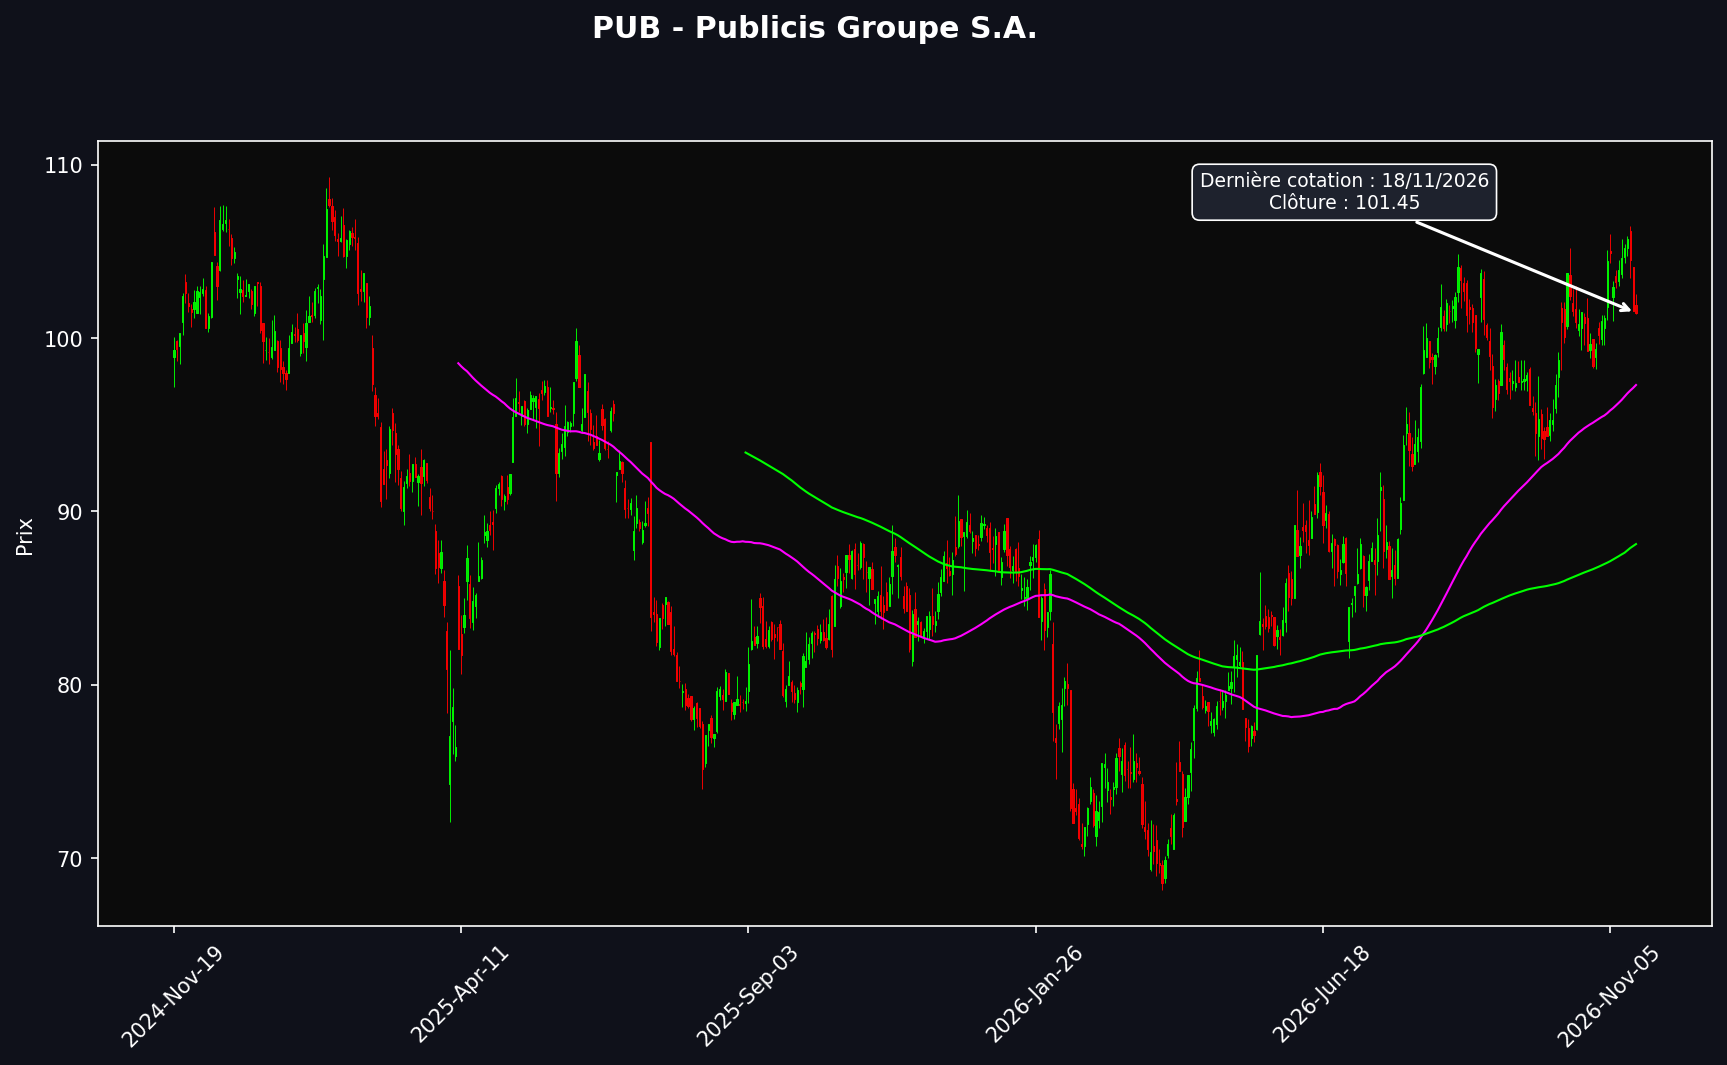 PUB - Publicis Groupe S.A.
Dernière cotation : 18/11/2026
Clôture : 101.45
Prix
110
100
90
80
70
2024-Nov-19
2025-Apr-11
2025-Sep-03
2026-Jan-26
2026-Jun-18
2026-Nov-05